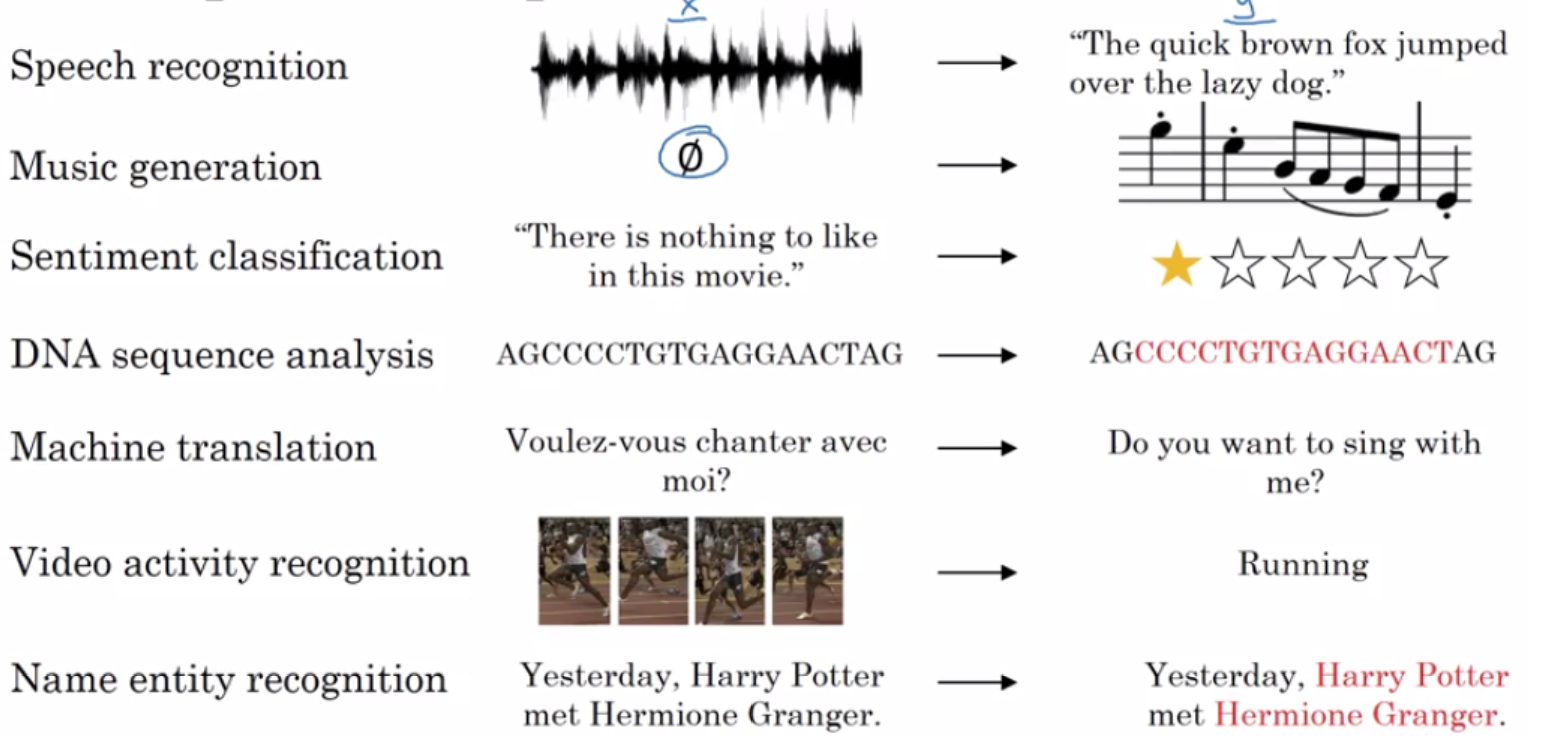 x
y
Speech recognition
“The quick brown fox jumped
over the lazy dog.”
Music generation
∅
Sentiment classification
“There is nothing to like
in this movie.”
DNA sequence analysis
AGCCCCTGTGAGGAACTAG
AGCCCCTGTGAGGAACTAG
Machine translation
Voulez-vous chanter avec
moi?
Do you want to sing with
me?
Video activity recognition
Running
Name entity recognition
Yesterday, Harry Potter
met Hermione Granger.
Yesterday, Harry Potter
met Hermione Granger.